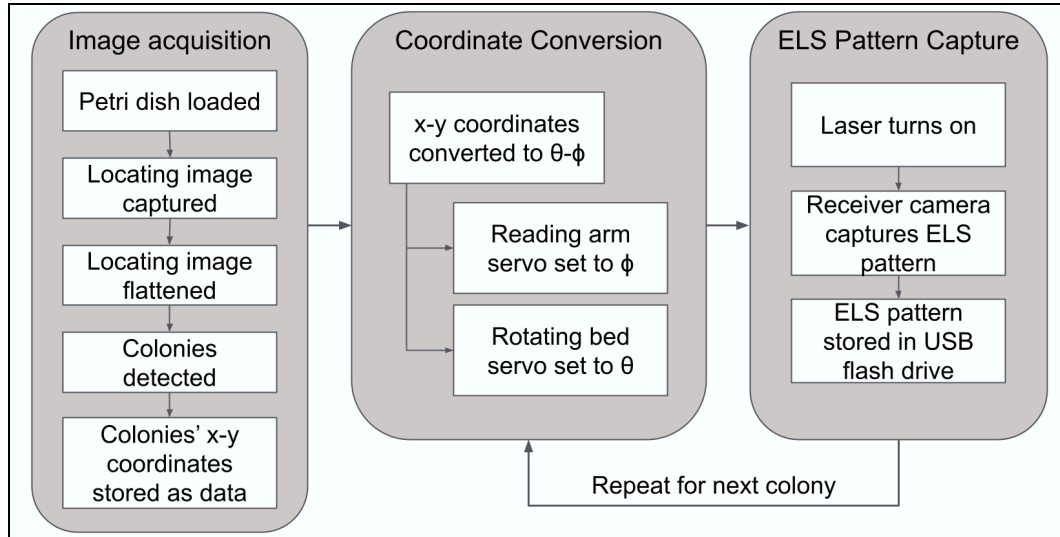 Image acquisition
Petri dish loaded
Locating image
captured
Locating image
flattened
Colonies
detected
Colonies’ x-y
coordinates
stored as data
Coordinate Conversion
x-y coordinates
converted to θ-ϕ
Reading arm
servo set to ϕ
Rotating bed
servo set to θ
ELS Pattern Capture
Laser turns on
Receiver camera
captures ELS
pattern
ELS pattern
stored in USB
flash drive
Repeat for next colony